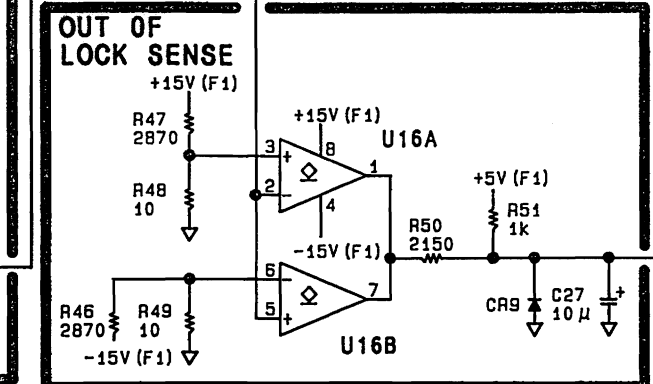 OUT OF
LOCK SENSE
+15V (F1)
R47
2870
+15V (F1)
8
U16A
3
+
1
2
-
R48
10
4
-15V (F1)
+5V (F1)
R51
1k
R50
2150
6
-
7
5
+
R46
2870
R49
10
-15V (F1)
U16B
CR9
C27
10 μ
+